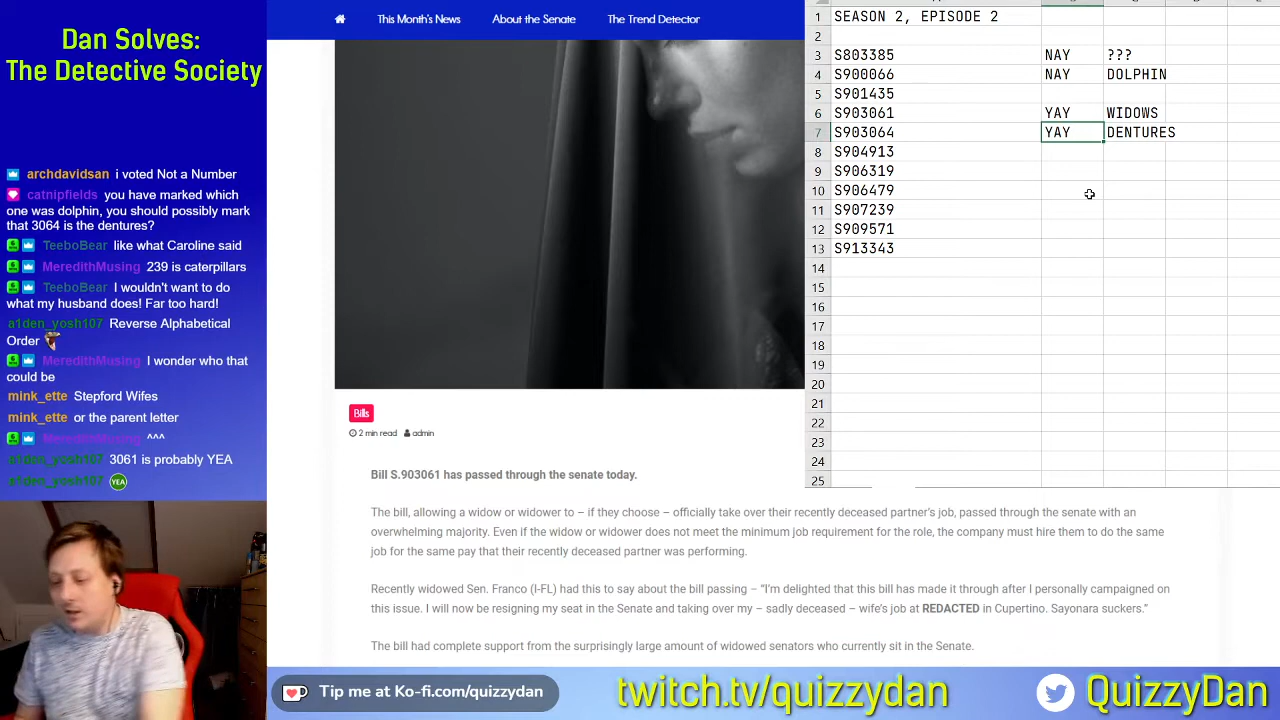 Dan Solves:
The Detective Society
archdavidsan i voted Not a Number
catnipfields you have marked which
one was dolphin, you should possibly mark
that 3064 is the dentures?
TeeboBear like what Caroline said
MeredithMusing 239 is caterpillars
TeeboBear I wouldn't want to do
what my husband does! Far too hard!
a1den_yosh107 Reverse Alphabetical
Order
MeredithMusing I wonder who that
could be
mink_ette Stepford Wifes
mink_ette or the parent letter
MeredithMusing ^^^
a1den_yosh107 3061 is probably YEA
a1den_yosh107 YEA
This Month's News About the Senate The Trend Detector
Bills
2 min read admin
Bill S.903061 has passed through the senate today.
The bill, allowing a widow or widower to – if they choose – officially take over their recently deceased partner's job, passed through the senate with an
overwhelming majority. Even if the widow or widower does not meet the minimum job requirement for the role, the company must hire them to do the same
job for the same pay that their recently deceased partner was performing.
Recently widowed Sen. Franco (I-FL) had this to say about the bill passing – “I'm delighted that this bill has made it through after I personally campaigned on
this issue. I will now be resigning my seat in the Senate and taking over my – sadly deceased – wife's job at REDACTED in Cupertino. Sayonara suckers.”
The bill had complete support from the surprisingly large amount of widowed senators who currently sit in the Senate.
1 SEASON 2, EPISODE 2
2
3 S803385 NAY ???
4 S900066 NAY DOLPHIN
5 S901435
6 S903061 YAY WIDOWS
7 S903064 YAY DENTURES
8 S904913
9 S906319
10 S906479
11 S907239
12 S909571
13 S913343
14
15
16
17
18
19
20
21
22
23
24
25
Tip me at Ko-fi.com/quizzydan
twitch.tv/quizzydan
QuizzyDan